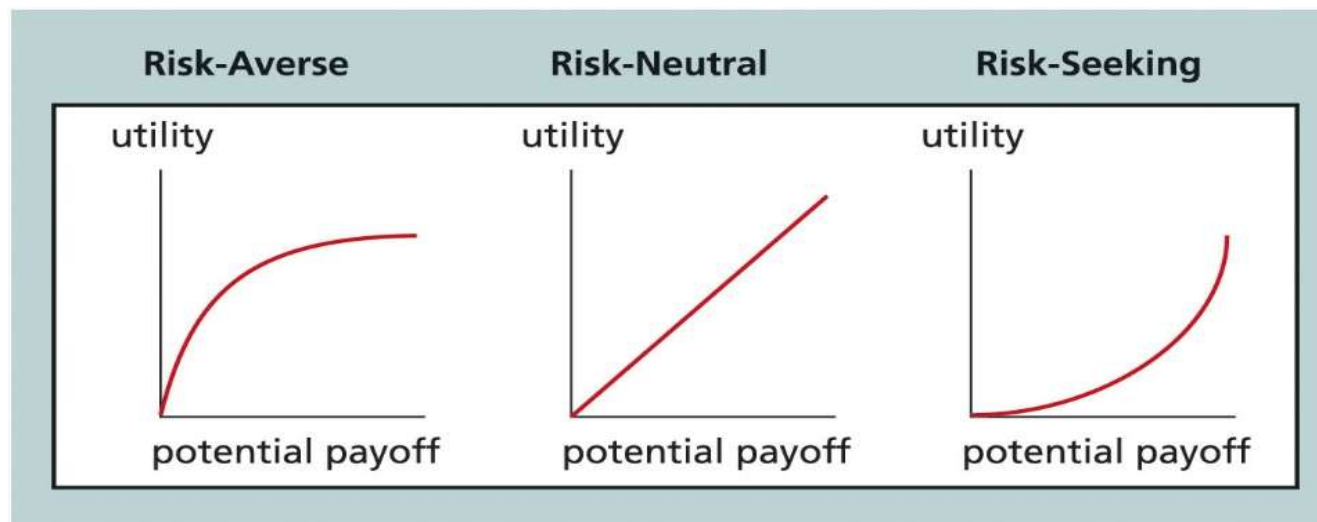 Risk-Averse
Risk-Neutral
Risk-Seeking
utility
utility
utility
potential payoff
potential payoff
potential payoff